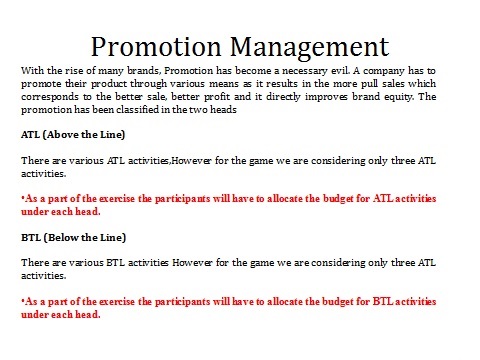 Promotion Management
With the rise of many brands, Promotion has become a necessary evil. A company has to
promote their product through various means as it results in the more pull sales which
corresponds to the better sale, better profit and it directly improves brand equity. The
promotion has been classified in the two heads
ATL (Above the Line)
There are various ATL activities,However for the game we are considering only three ATL
activities.
•As a part of the exercise the participants will have to allocate the budget for ATL activities
under each head.
BTL (Below the Line)
There are various BTL activities However for the game we are considering only three ATL
activities.
•As a part of the exercise the participants will have to allocate the budget for BTL activities
under each head.